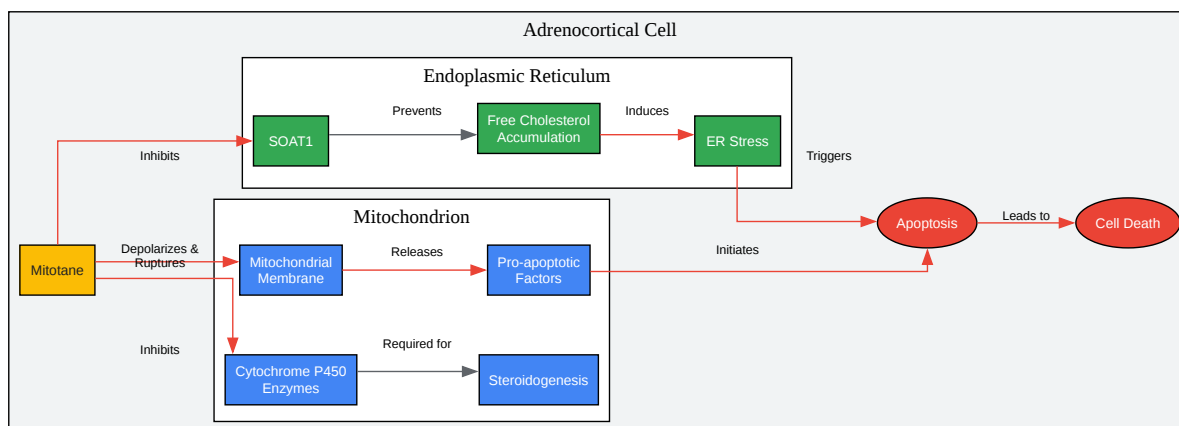 Adrenocortical Cell
Endoplasmic Reticulum
Prevents
Free Cholesterol
Accumulation
Induces
SOAT1
ER Stress
Inhibits
Triggers
Mitochondrion
Apoptosis
Leads to
Cell Death
Mitotane
Depolarizes &
Ruptures
Mitochondrial
Membrane
Releases
Pro-apoptotic
Factors
Initiates
Inhibits
Cytochrome P450
Enzymes
Required for
Steroidogenesis